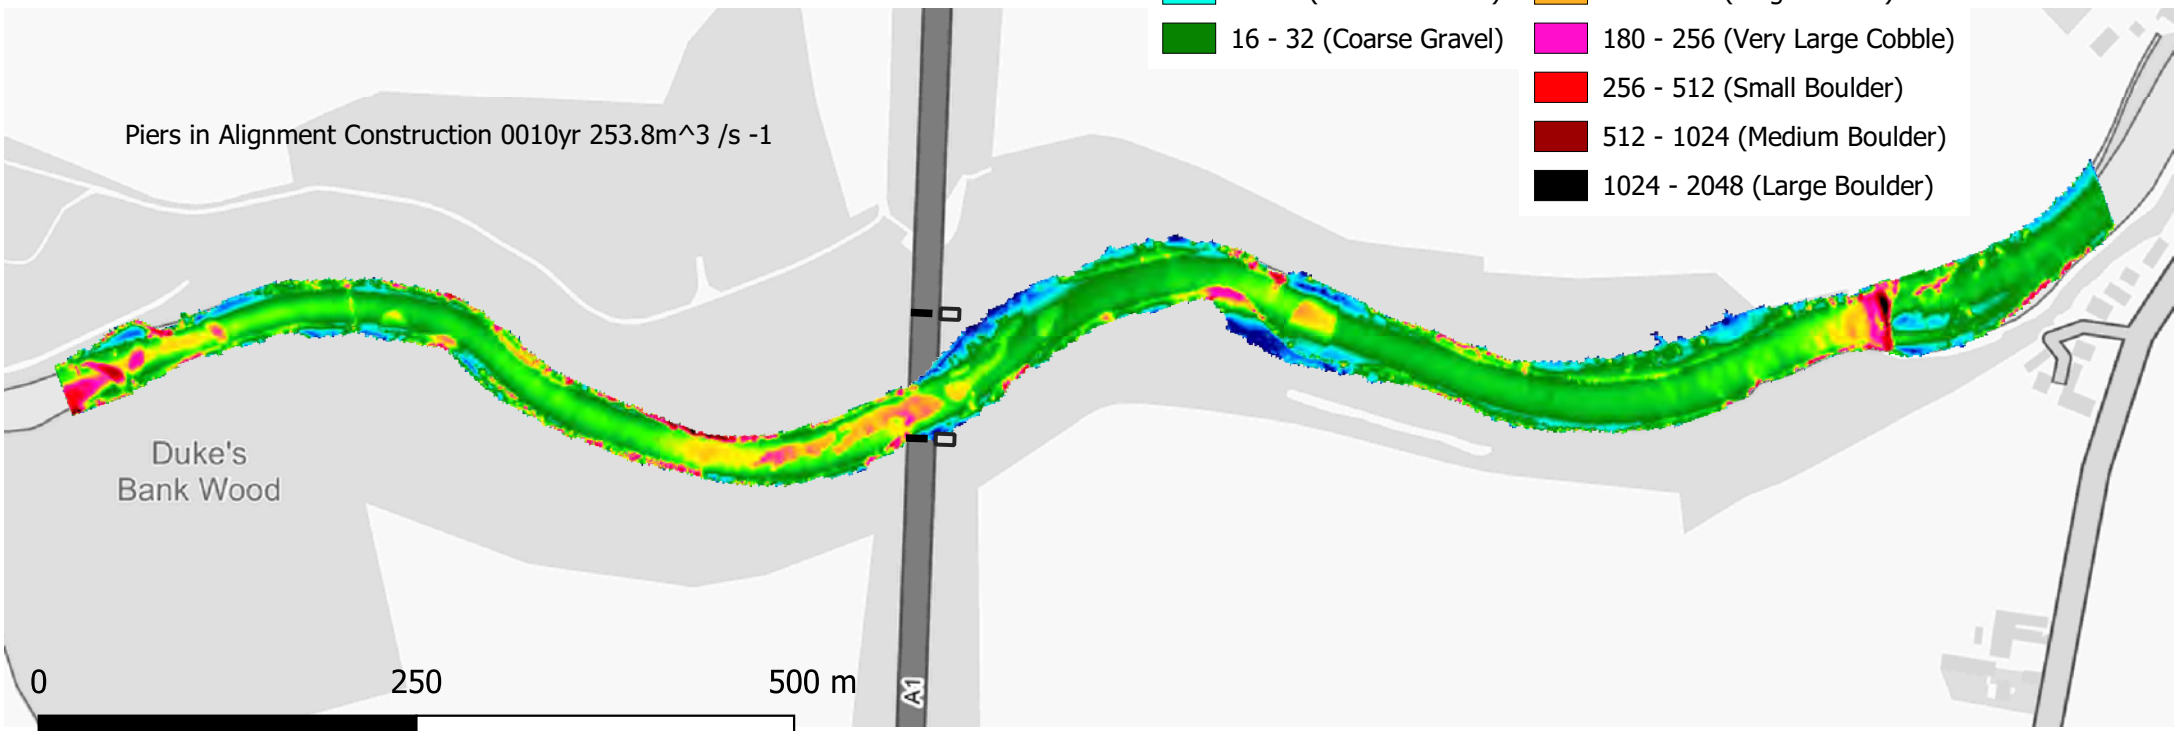 16 - 32 (Coarse Gravel)
180 - 256 (Very Large Cobble)
256 - 512 (Small Boulder)
512 - 1024 (Medium Boulder)
1024 - 2048 (Large Boulder)
Piers in Alignment Construction 0010yr 253.8m^3 /s -1
Duke's
Bank Wood
0 250 500 m
A1